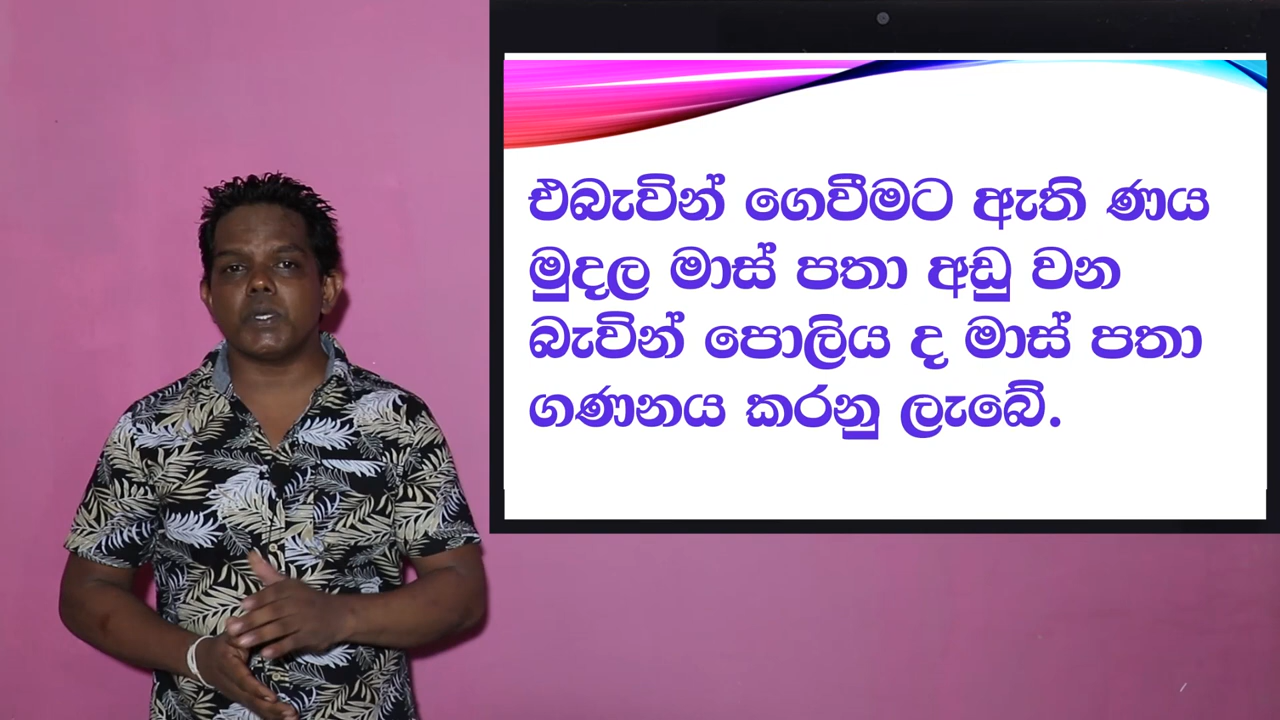 එබැවින් ගෙවීමට ඇති ණය
මුදල මාස් පතා අඩු වන
බැවින් පොලිය ද මාස් පතා
ගණනය කරනු ලැබේ.